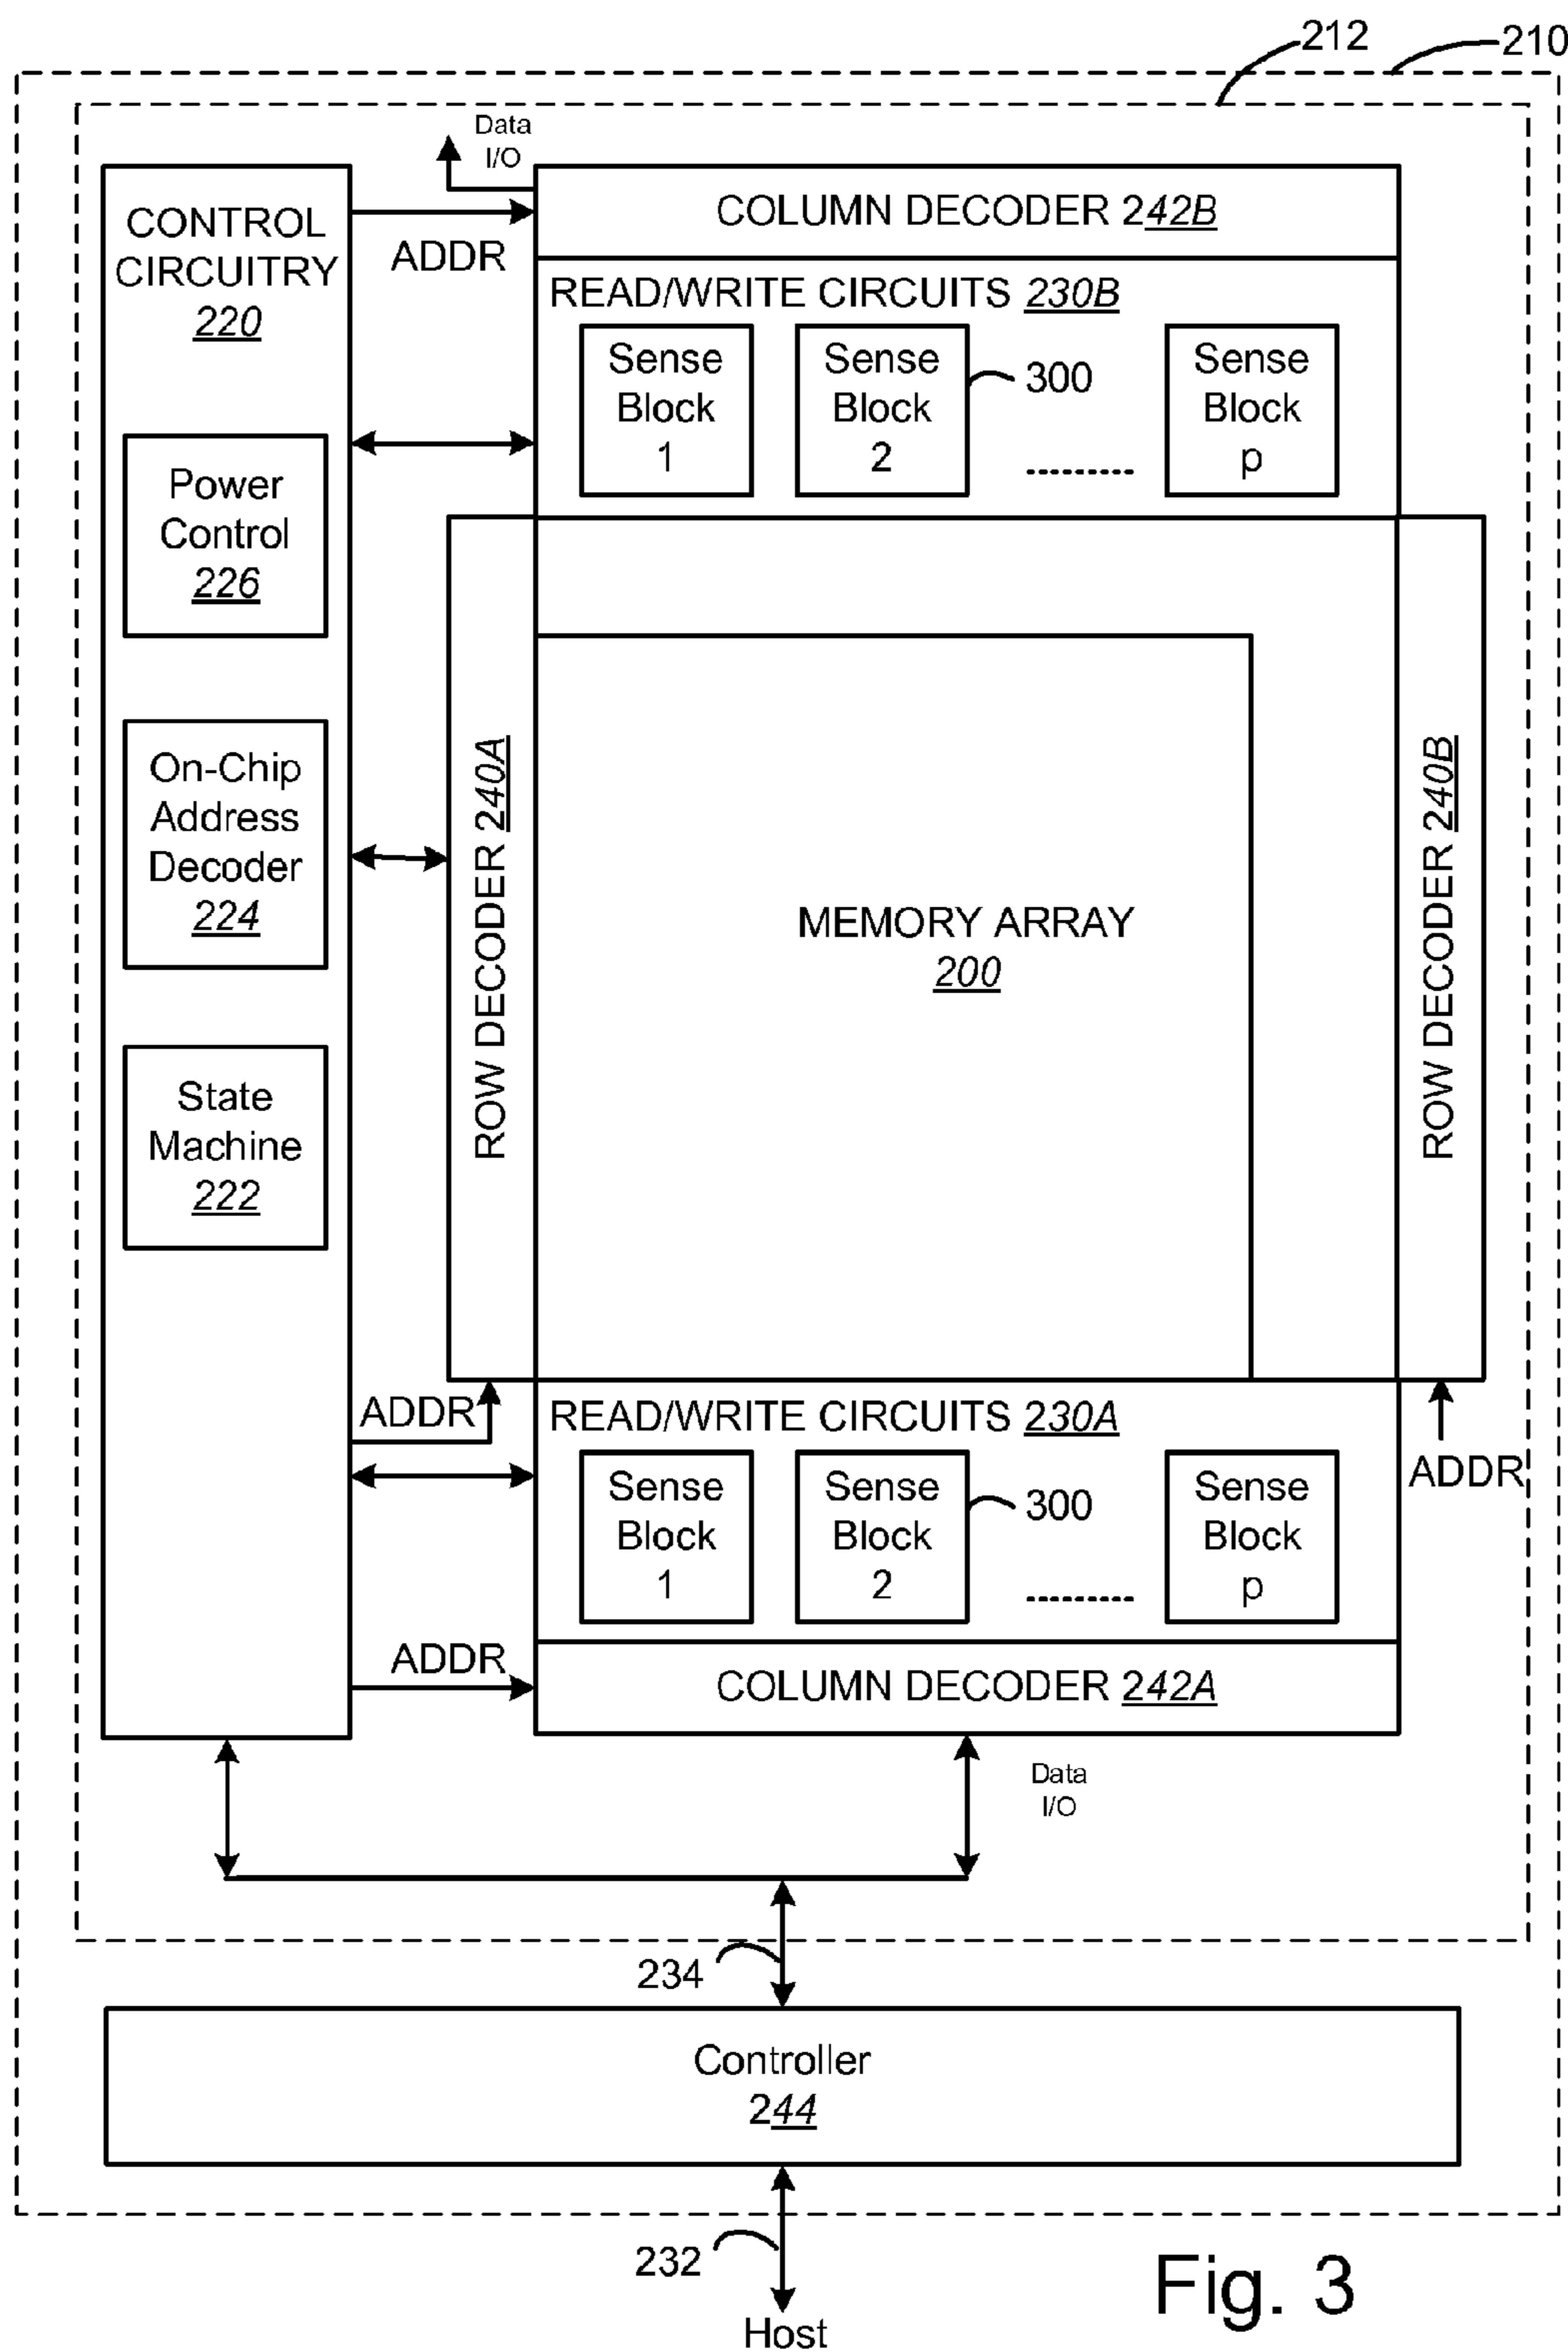 212
210
Data
I/O
CONTROL
CIRCUITRY
220
ADDR
COLUMN DECODER 242B
READ/WRITE CIRCUITS 230B
Sense
Block
1
Sense
Block
2
300
.........
Sense
Block
p
Power
Control
226
On-Chip
Address
Decoder
224
State
Machine
222
ROW DECODER 240A
MEMORY ARRAY
200
ROW DECODER 240B
ADDR
READ/WRITE CIRCUITS 230A
Sense
Block
1
Sense
Block
2
300
.........
Sense
Block
p
ADDR
ADDR
COLUMN DECODER 242A
Data
I/O
234
Controller
244
232
Host
Fig. 3